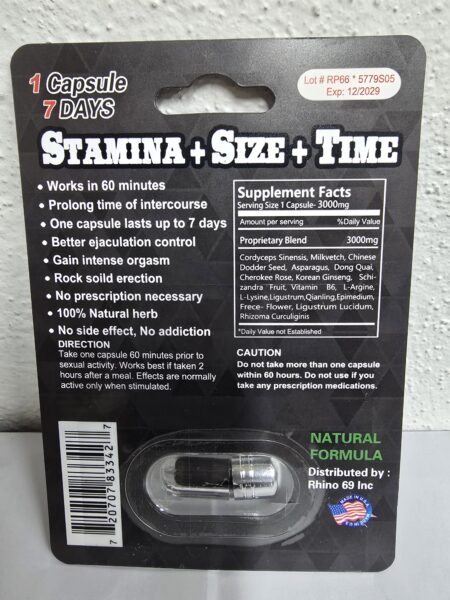 1 Capsule
7 DAYS
Lot # RP66 * 5779S05
Exp: 12/2029
STAMINA + SIZE + TIME
• Works in 60 minutes
• Prolong time of intercourse
• One capsule lasts up to 7 days
• Better ejaculation control
• Gain intense orgasm
• Rock soild erection
• No prescription necessary
• 100% Natural herb
• No side effect, No addiction
DIRECTION
Take one capsule 60 minutes prior to
sexual activity. Works best if taken 2
hours after a meal. Effects are normally
active only when stimulated.
Supplement Facts
Serving Size 1 Capsule- 3000mg
Amount per serving %Daily Value
Proprietary Blend 3000mg
Cordyceps Sinensis, Milkvetch, Chinese
Dodder Seed, Asparagus, Dong Quai,
Cherokee Rose, Korean Ginseng, Schi-
zandra Fruit, Vitamin B6, L-Argine,
L-Lysine,Ligustrum,Qianling,Epimedium,
Frece- Flower, Ligustrum Lucidum,
Rhizoma Curculiginis
*Daily Value not Established
CAUTION
Do not take more than one capsule
within 60 hours. Do not use if you
take any prescription medications.
7 20707 83342 7
NATURAL
FORMULA
Distributed by :
Rhino 69 Inc
MADE IN U.S.A.